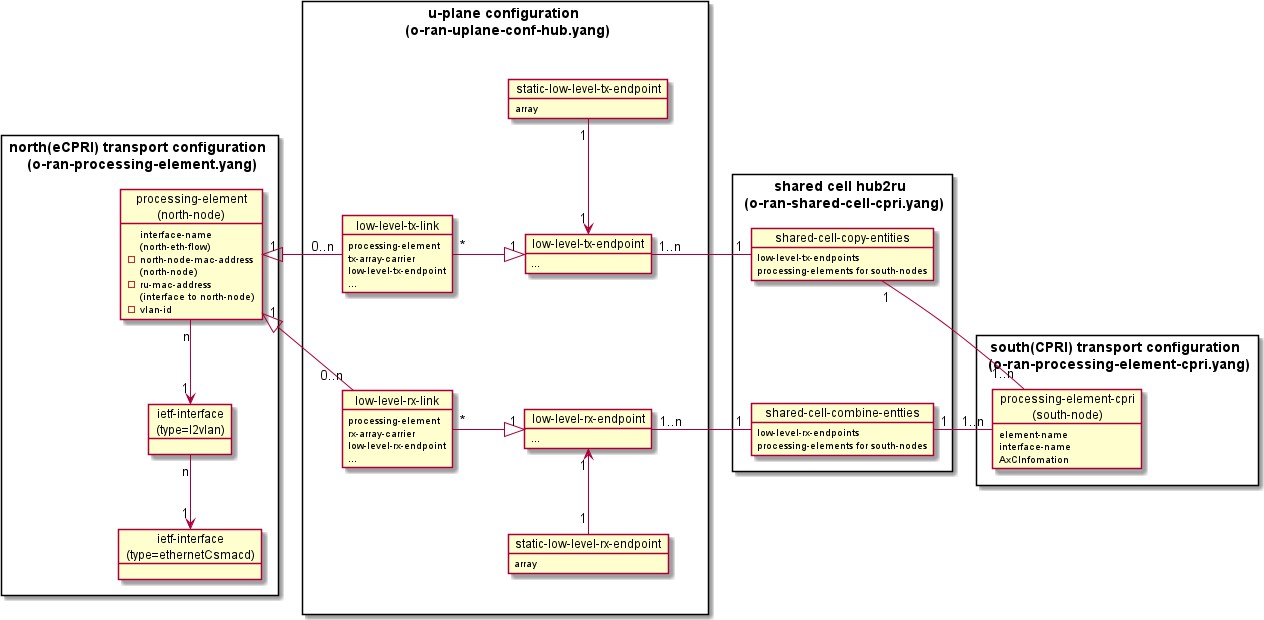 u-plane configuration
(o-ran-uplane-conf-hub.yang)
static-low-level-tx-endpoint
array
1
1
north(eCPRI) transport configuration
(o-ran-processing-element.yang)
processing-element
(north-node)
interface-name
(north-eth-flow)
north-node-mac-address
(north-node)
ru-mac-address
(interface to north-node)
vlan-id
1
0..n
1
0..n
n
1
ietf-interface
(type=l2vlan)
n
1
ietf-interface
(type=ethernetCsmacd)
low-level-tx-link
processing-element
tx-array-carrier
low-level-tx-endpoint
...
*
1
low-level-tx-endpoint
...
1..n
1
low-level-rx-link
processing-element
rx-array-carrier
low-level-rx-endpoint
...
*
1
low-level-rx-endpoint
...
1..n
1
1
1
static-low-level-rx-endpoint
array
shared cell hub2ru
(o-ran-shared-cell-cpri.yang)
shared-cell-copy-entities
low-level-tx-endpoints
processing-elements for south-nodes
1
1..n
shared-cell-combine-entties
low-level-rx-endpoints
processing-elements for south-nodes
1
1..n
south(CPRI) transport configuration
(o-ran-processing-element-cpri.yang)
processing-element-cpri
(south-node)
element-name
interface-name
AxCInfomation